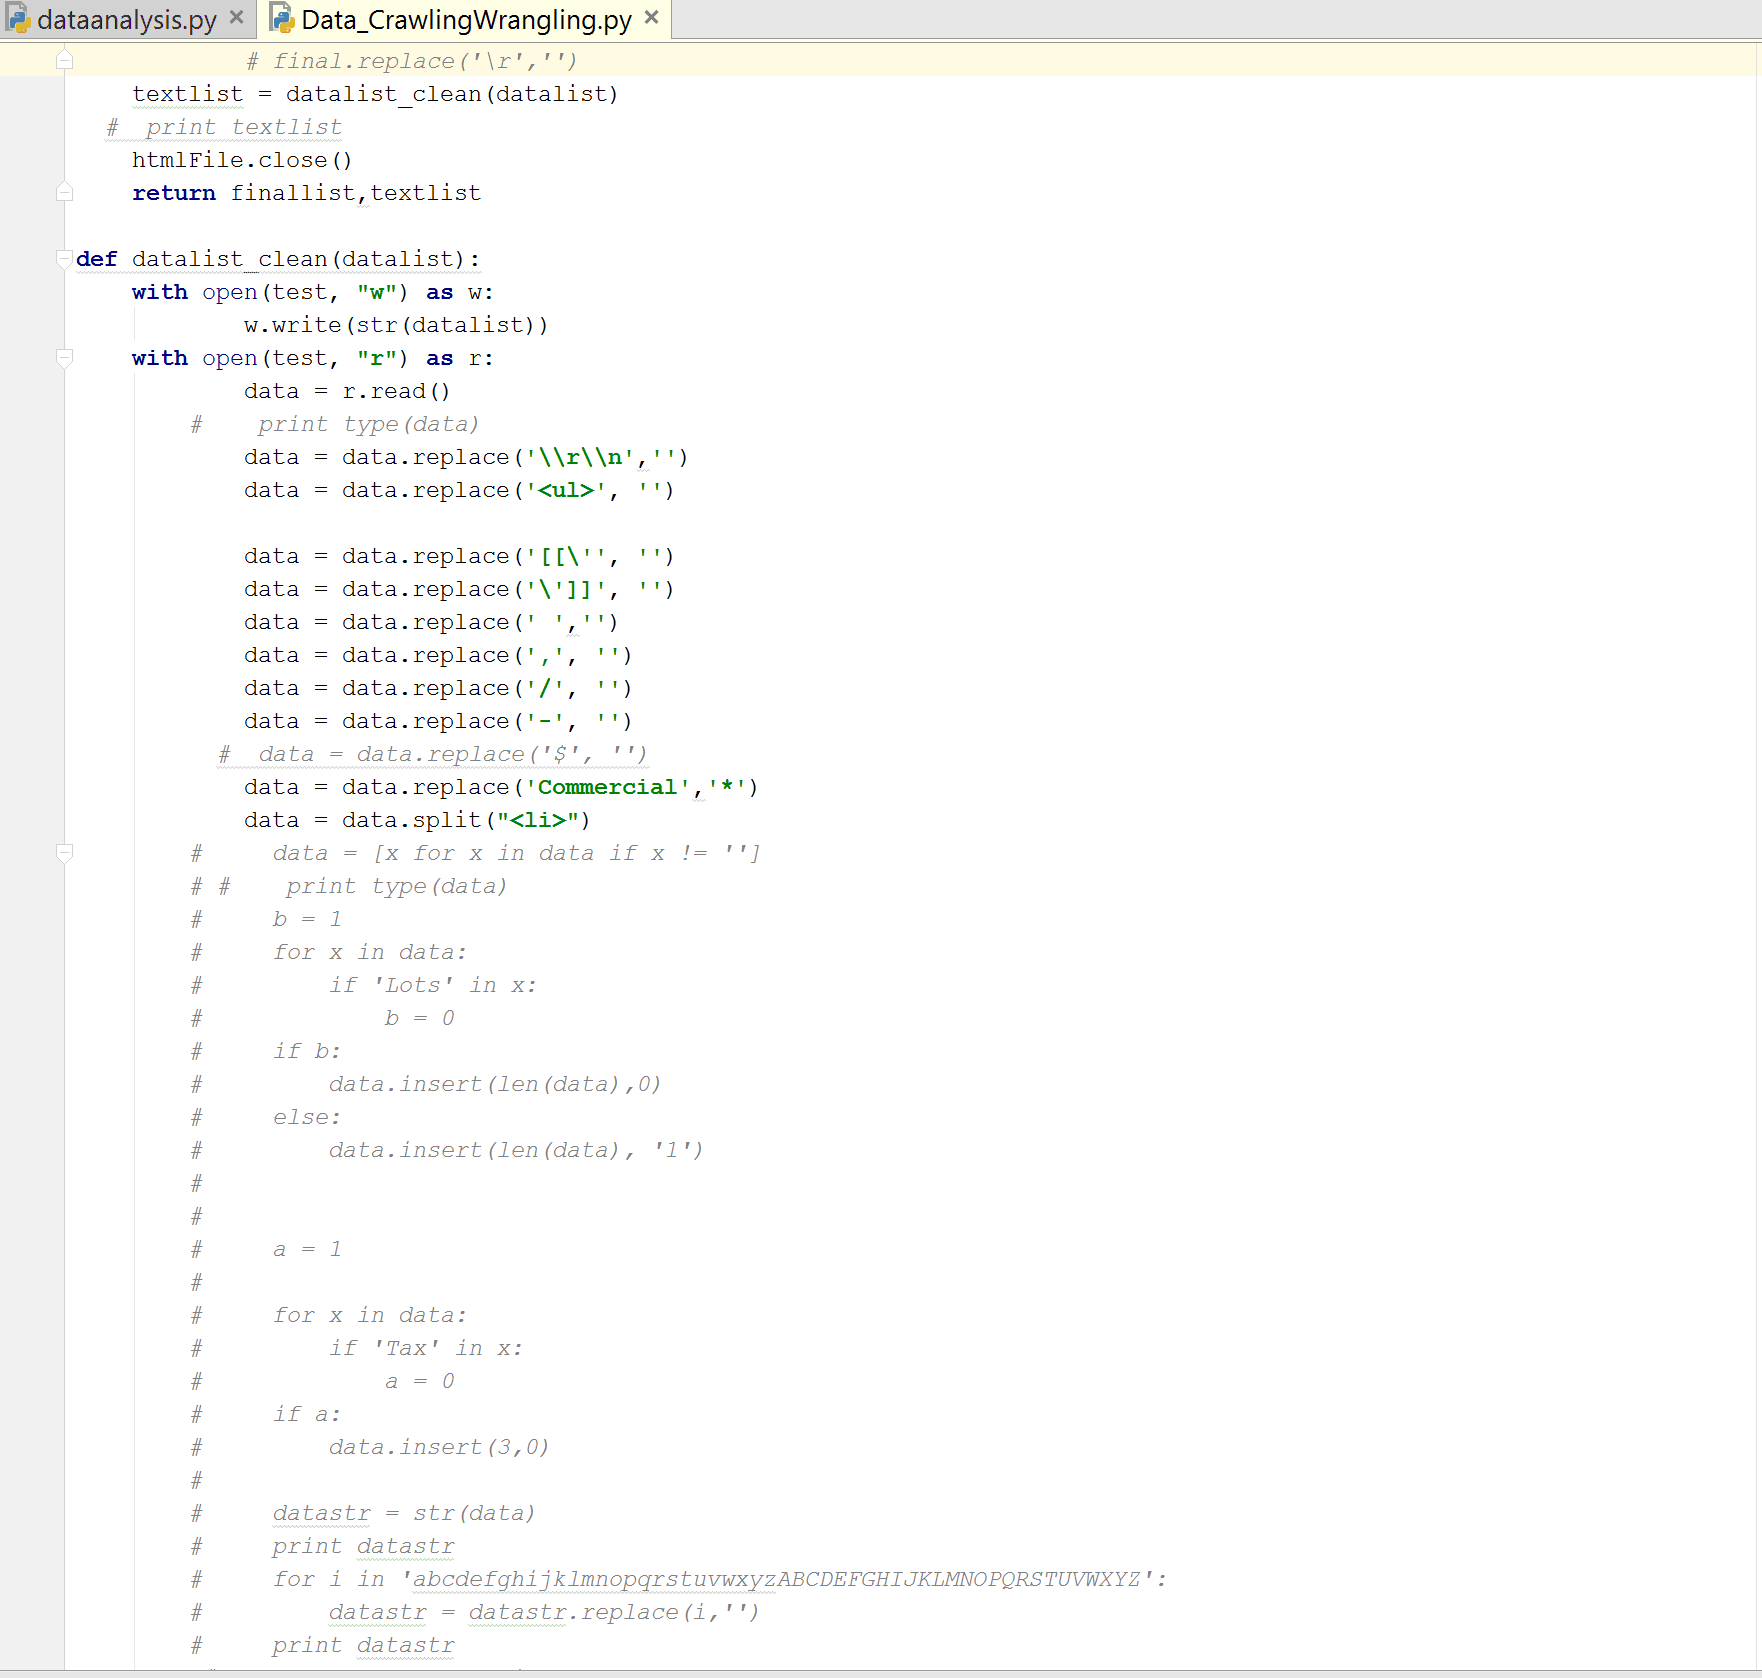 dataanalysis.py × Data_CrawlingWrangling.py ×
# final.replace('\r','')
textlist = datalist_clean(datalist)
# print textlist
htmlFile.close()
return finallist,textlist
def datalist_clean(datalist):
with open(test, "w") as w:
w.write(str(datalist))
with open(test, "r") as r:
data = r.read()
# print type(data)
data = data.replace('\\r\\n','')
data = data.replace('<ul>', '')
data = data.replace('[[\'', '')
data = data.replace('\']]', '')
data = data.replace(' ','')
data = data.replace(',', '')
data = data.replace('/', '')
data = data.replace('-', '')
# data = data.replace('$', '')
data = data.replace('Commercial','*')
data = data.split("<li>")
# data = [x for x in data if x != '']
# # print type(data)
# b = 1
# for x in data:
# if 'Lots' in x:
# b = 0
# if b:
# data.insert(len(data),0)
# else:
# data.insert(len(data), '1')
#
#
# a = 1
#
# for x in data:
# if 'Tax' in x:
# a = 0
# if a:
# data.insert(3,0)
#
# datastr = str(data)
# print datastr
# for i in 'abcdefghijklmnopqrstuvwxyzABCDEFGHIJKLMNOPQRSTUVWXYZ':
# datastr = datastr.replace(i,'')
# print datastr